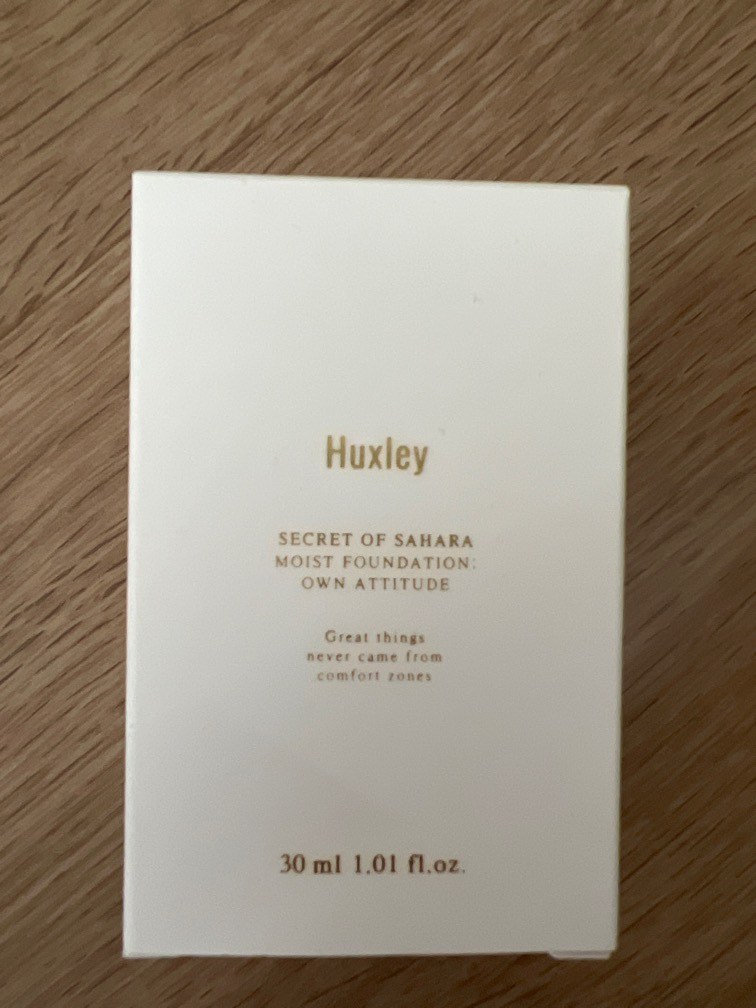 Huxley
SECRET OF SAHARA
MOIST FOUNDATION:
OWN ATTITUDE
Great things
never came from
comfort zones
30 ml 1.01 fl.oz.